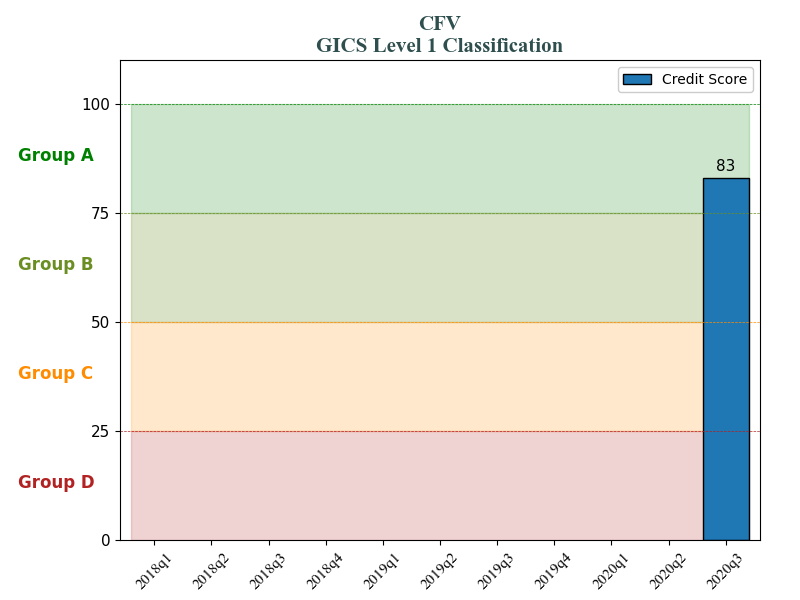 CFV
GICS Level 1 Classification
Credit Score
100
Group A
83
75
Group B
50
Group C
25
Group D
0
2018q1
2018q2
2018q3
2018q4
2019q1
2019q2
2019q3
2019q4
2020q1
2020q2
2020q3